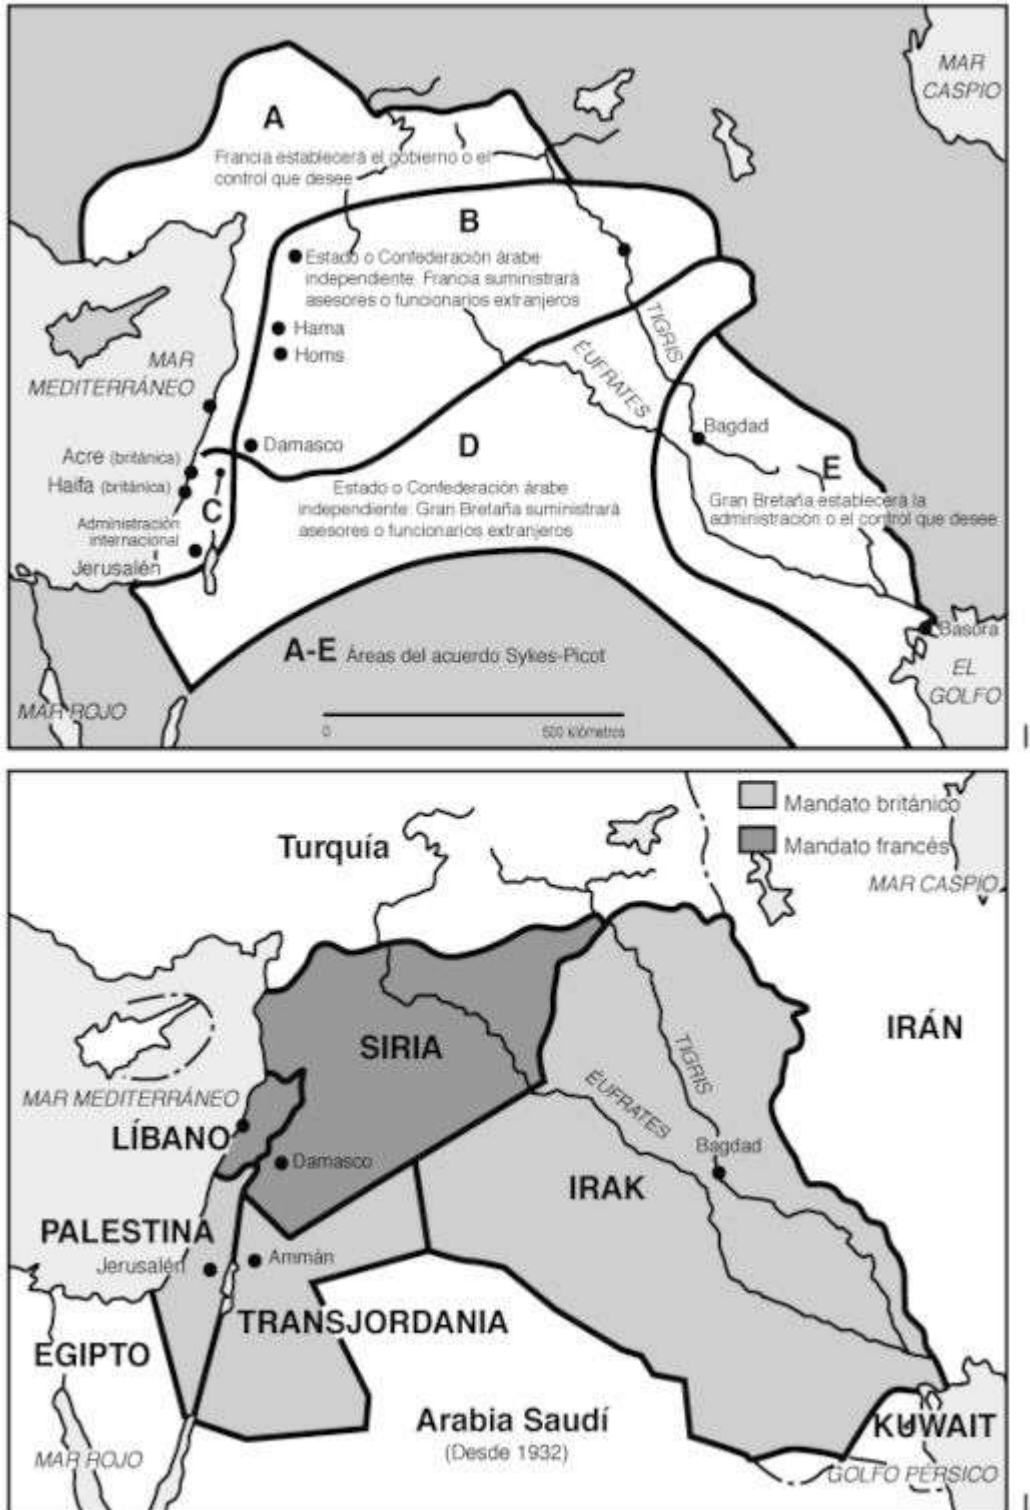 MAR
CASPIO
A
Francia establecerá el gobierno o el
control que desee
B
Estado o Confederación árabe
independiente: Francia suministrará
asesores o funcionarios extranjeros
Hama
Homs
TIGRIS
ÉUFRATES
MAR
MEDITERRÁNEO
Damasco
D
Bagdad
Acre (británica)
Haifa (británica)
C
Estado o Confederación árabe
independiente: Gran Bretaña suministrará
asesores o funcionarios extranjeros
E
Gran Bretaña establecerá la
administración o el control que desee
Administración
internacional
Jerusalén
Basora
A-E Áreas del acuerdo Sykes-Picot
EL
GOLFO
MAR ROJO
0 500 kilómetros
Mandato británico
Mandato francés
Turquía
MAR CASPIO
SIRIA
IRÁN
TIGRIS
ÉUFRATES
MAR MEDITERRÁNEO
LÍBANO
Damasco
Bagdad
IRAK
PALESTINA
Jerusalén
Ammán
TRANSJORDANIA
EGIPTO
Arabia Saudí
(Desde 1932)
KUWAIT
MAR ROJO
GOLFO PÉRSICO